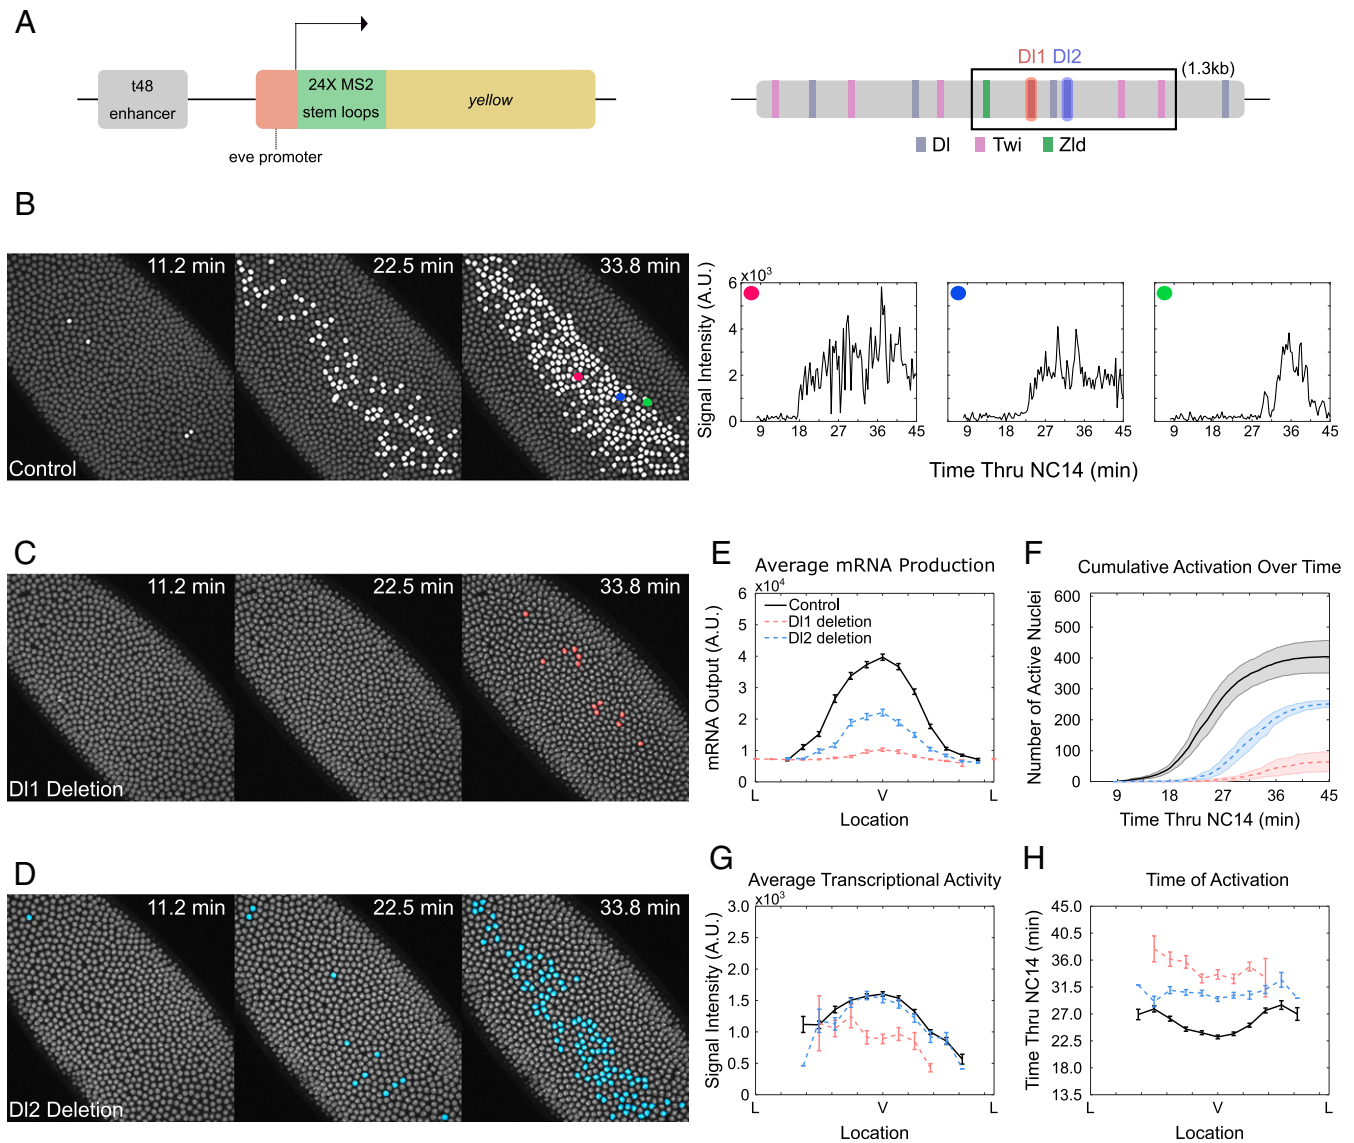 A
t48
enhancer
24X MS2
stem loops
yellow
eve promoter
Dl1 Dl2
(1.3kb)
Dl Twi Zld
B
11.2 min 22.5 min 33.8 min
Control
Signal Intensity (A.U.)
x10³
6
4
2
0
9 18 27 36 45
9 18 27 36 45
9 18 27 36 45
Time Thru NC14 (min)
C
11.2 min 22.5 min 33.8 min
Dl1 Deletion
D
11.2 min 22.5 min 33.8 min
Dl2 Deletion
E
Average mRNA Production
x10⁴
mRNA Output (A.U.)
6
5
4
3
2
1
0
Control
Dl1 deletion
Dl2 deletion
L V L
Location
F
Cumulative Activation Over Time
Number of Active Nuclei
600
500
400
300
200
100
0
9 18 27 36 45
Time Thru NC14 (min)
G
Average Transcriptional Activity
x10³
Signal Intensity (A.U.)
3.0
2.5
2.0
1.5
1.0
0.5
0
L V L
Location
H
Time of Activation
Time Thru NC14 (min)
45.0
40.5
36.0
31.5
27.0
22.5
18.0
13.5
L V L
Location